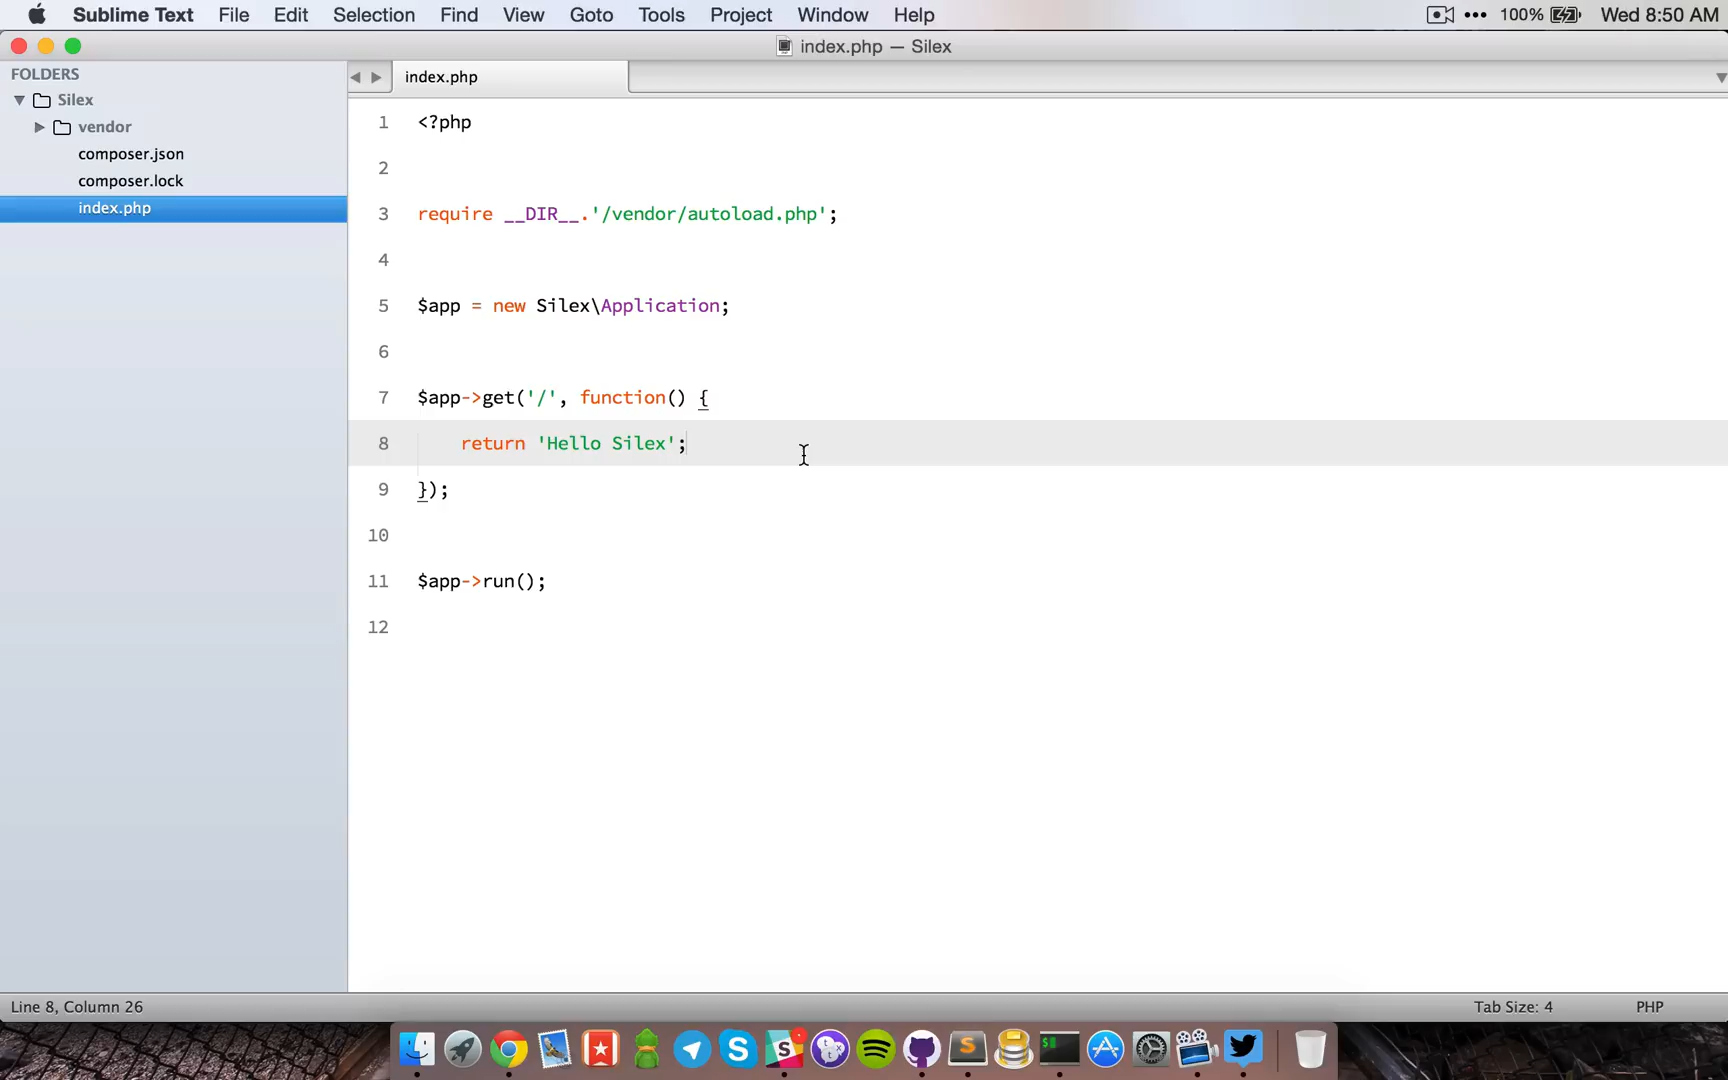 Sublime Text File Edit Selection Find View Goto Tools Project Window Help 100% Wed 8:50 AM
index.php — Silex
FOLDERS
Silex
vendor
composer.json
composer.lock
index.php
index.php
1 <?php
2
3 require __DIR__.'/vendor/autoload.php';
4
5 $app = new Silex\Application;
6
7 $app->get('/', function() {
8 return 'Hello Silex';
9 });
10
11 $app->run();
12
Line 8, Column 26 Tab Size: 4 PHP